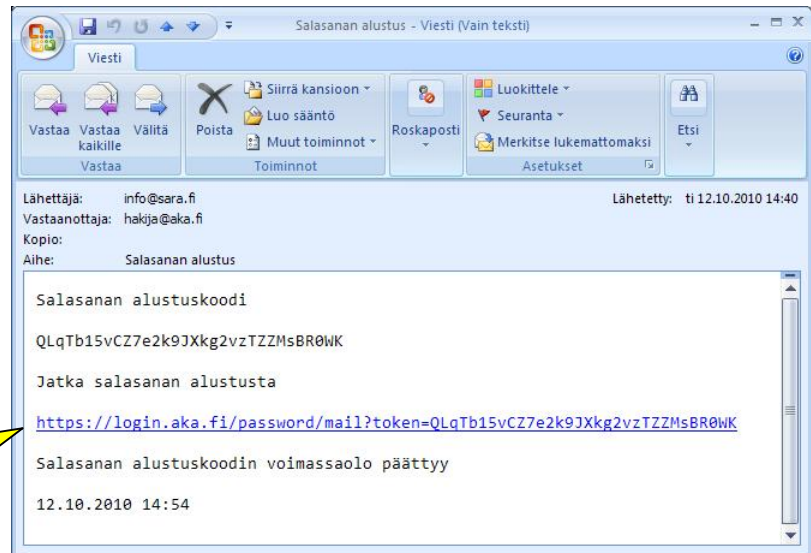 Salasanan alustus - Viesti (Vain teksti)
Viesti
Vastaa
Vastaa kaikille
Välitä
Vastaa
Poista
Siirrä kansioon
Luo sääntö
Muut toiminnot
Toiminnot
Roskaposti
Luokittele
Seuranta
Merkitse lukemattomaksi
Asetukset
Etsi
Lähettäjä: info@sara.fi Lähetetty: ti 12.10.2010 14:40
Vastaanottaja: hakija@aka.fi
Kopio:
Aihe: Salasanan alustus
Salasanan alustuskoodi
QLqTb15vCZ7e2k9JXkg2vzTZZMsBR0WK
Jatka salasanan alustusta
https://login.aka.fi/password/mail?token=QLqTb15vCZ7e2k9JXkg2vzTZZMsBR0WK
Salasanan alustuskoodin voimassaolo päättyy
12.10.2010 14:54